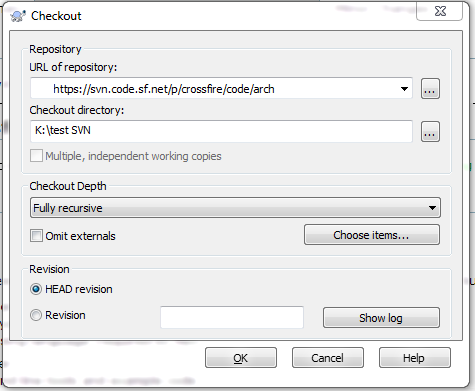 Checkout
Repository
URL of repository:
https://svn.code.sf.net/p/crossfire/code/arch
...
Checkout directory:
K:\test SVN
...
Multiple, independent working copies
Checkout Depth
Fully recursive
Omit externals
Choose items...
Revision
HEAD revision
Revision
Show log
OK
Cancel
Help